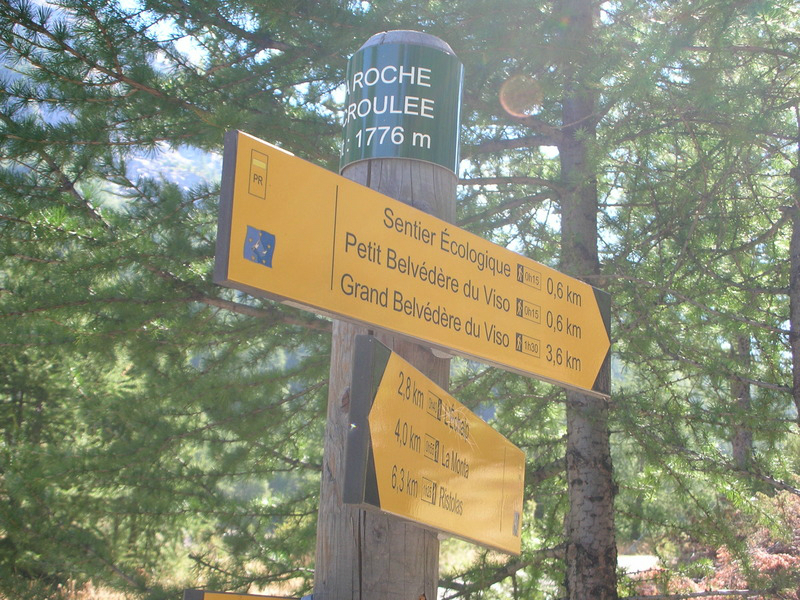 ROCHE
ROULEE
: 1776 m
PR
Sentier Écologique 0h15 0,6 km
Petit Belvédère du Viso 0h15 0,6 km
Grand Belvédère du Viso 1h30 3,6 km
2,8 km L'Échalp
4,0 km La Monta
6,3 km Ristolas